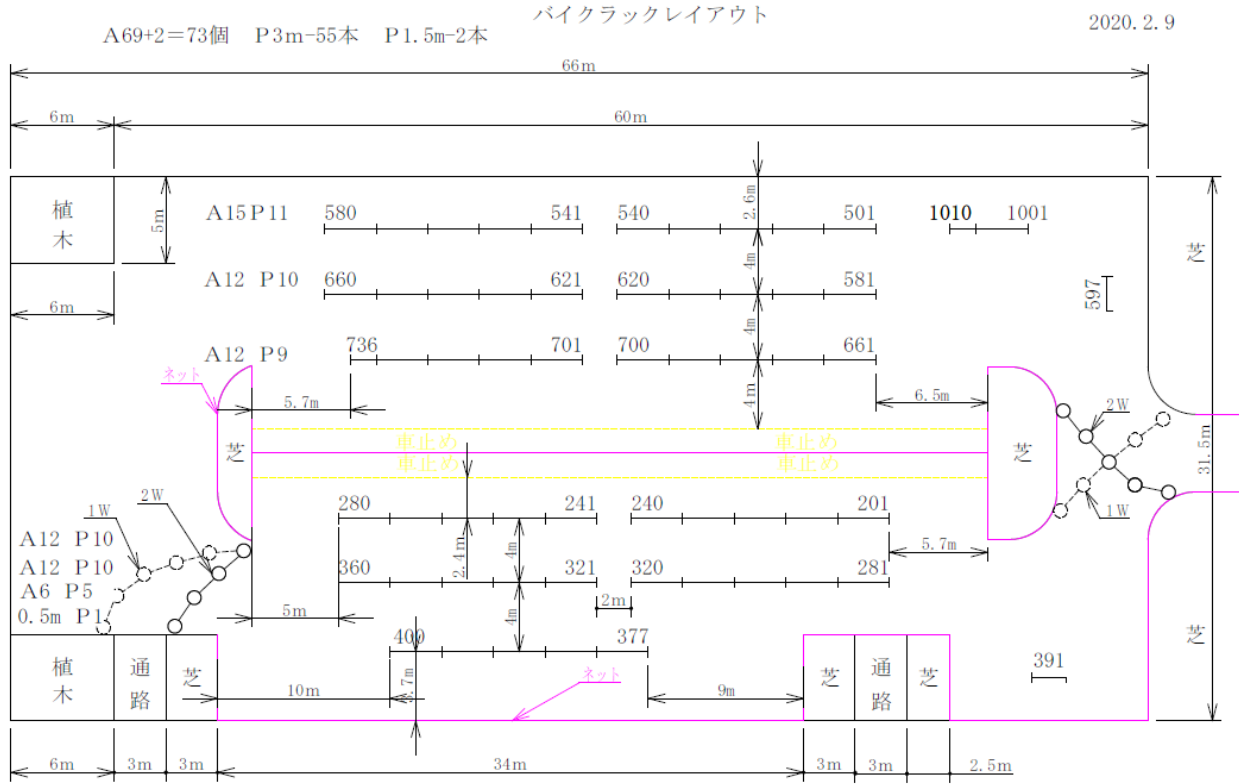 バイクラックレイアウト
2020.2.9
A69+2=73個 P3m-55本 P1.5m-2本
66m
6m
60m
植木
5m
A15P11
580
541
540
501
1010
1001
2.6m
芝
4m
A12 P10
660
621
620
581
597
6m
4m
A12 P9
736
701
700
661
ネット
5.7m
4m
6.5m
2W
車止め
車止め
芝
車止め
車止め
芝
31.5m
1W
2W
1W
280
241
240
201
A12 P10
2.4m
4m
5.7m
A12 P10
360
321
320
281
A6 P5
0.5m P1
5m
2m
4m
400
377
391
植木
通路
芝
10m
3.7m
ネット
9m
芝
通路
芝
芝
6m
3m
3m
34m
3m
3m
2.5m